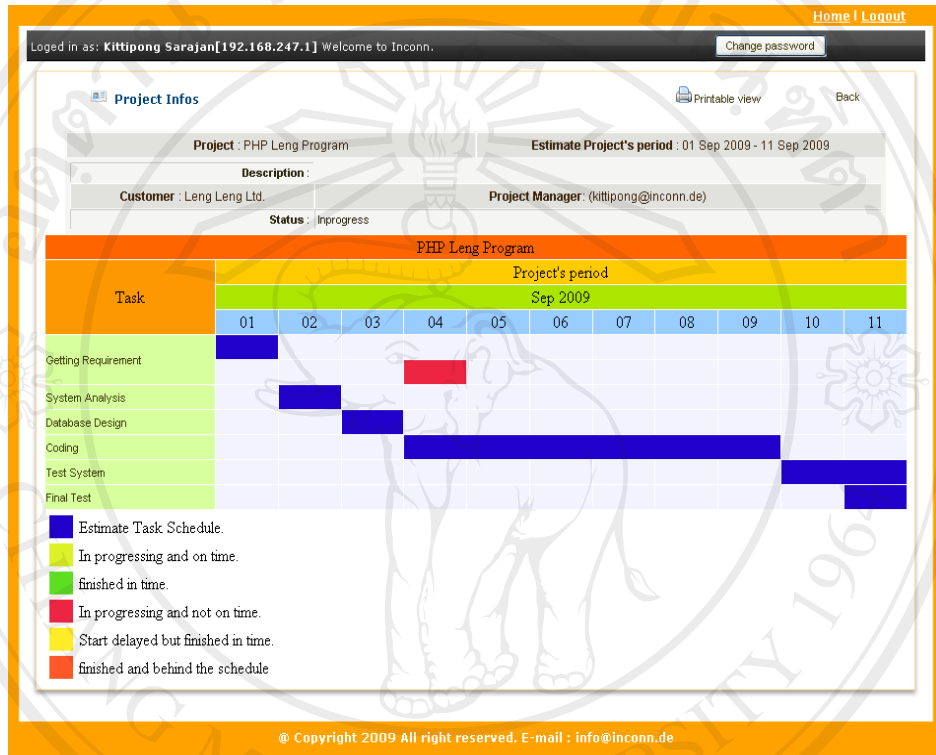 Home | Logout
Loged in as: Kittipong Sarajan[192.168.247.1] Welcome to Inconn. Change password
Project Infos Printable view Back
Project : PHP Leng Program Estimate Project's period : 01 Sep 2009 - 11 Sep 2009
Description :
Customer : Leng Leng Ltd. Project Manager: (kittipong@inconn.de)
Status : Inprogress
PHP Leng Program
Task
Project's period
Sep 2009
01 02 03 04 05 06 07 08 09 10 11
Getting Requirement
System Analysis
Database Design
Coding
Test System
Final Test
Estimate Task Schedule.
In progressing and on time.
finished in time.
In progressing and not on time.
Start delayed but finished in time.
finished and behind the schedule
@ Copyright 2009 All right reserved. E-mail : info@inconn.de